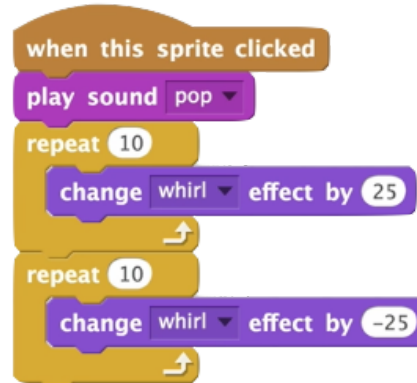 when this sprite clicked
play sound pop
repeat 10
change whirl effect by 25
repeat 10
change whirl effect by -25